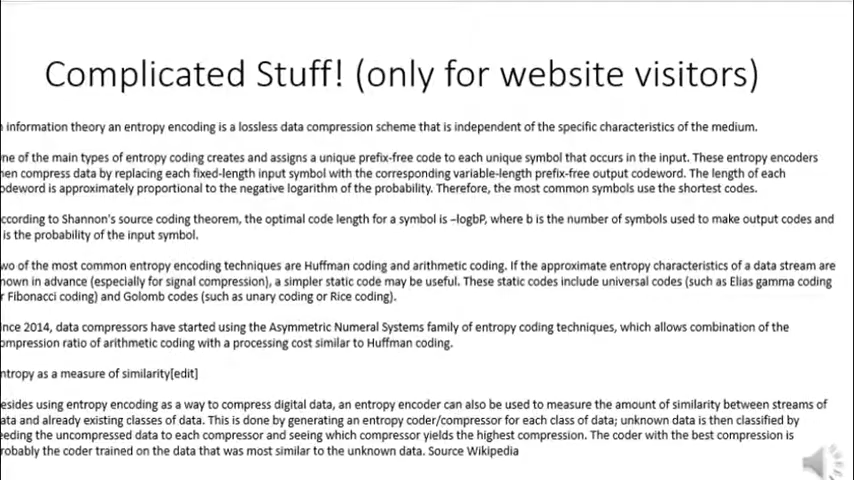 Complicated Stuff! (only for website visitors)
information theory an entropy encoding is a lossless data compression scheme that is independent of the specific characteristics of the medium.
ne of the main types of entropy coding creates and assigns a unique prefix-free code to each unique symbol that occurs in the input. These entropy encoders
en compress data by replacing each fixed-length input symbol with the corresponding variable-length prefix-free output codeword. The length of each
odeword is approximately proportional to the negative logarithm of the probability. Therefore, the most common symbols use the shortest codes.
ccording to Shannon's source coding theorem, the optimal code length for a symbol is –logbP, where b is the number of symbols used to make output codes and
is the probability of the input symbol.
wo of the most common entropy encoding techniques are Huffman coding and arithmetic coding. If the approximate entropy characteristics of a data stream are
nown in advance (especially for signal compression), a simpler static code may be useful. These static codes include universal codes (such as Elias gamma coding
r Fibonacci coding) and Golomb codes (such as unary coding or Rice coding).
nce 2014, data compressors have started using the Asymmetric Numeral Systems family of entropy coding techniques, which allows combination of the
ompression ratio of arithmetic coding with a processing cost similar to Huffman coding.
ntropy as a measure of similarity[edit]
esides using entropy encoding as a way to compress digital data, an entropy encoder can also be used to measure the amount of similarity between streams of
ata and already existing classes of data. This is done by generating an entropy coder/compressor for each class of data; unknown data is then classified by
eeding the uncompressed data to each compressor and seeing which compressor yields the highest compression. The coder with the best compression is
robably the coder trained on the data that was most similar to the unknown data. Source Wikipedia